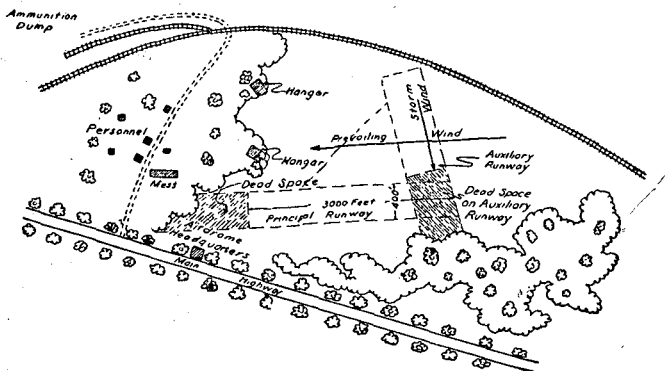 Ammunition
Dump
Hangar
Storm
Wind
Prevailing Wind
Personnel
Hangar
Auxiliary
Runway
Mess
Dead Space
3000 Feet
Principal Runway
400'
Dead Space
on Auxiliary
Runway
Airdrome
Headquarters
Main Highway